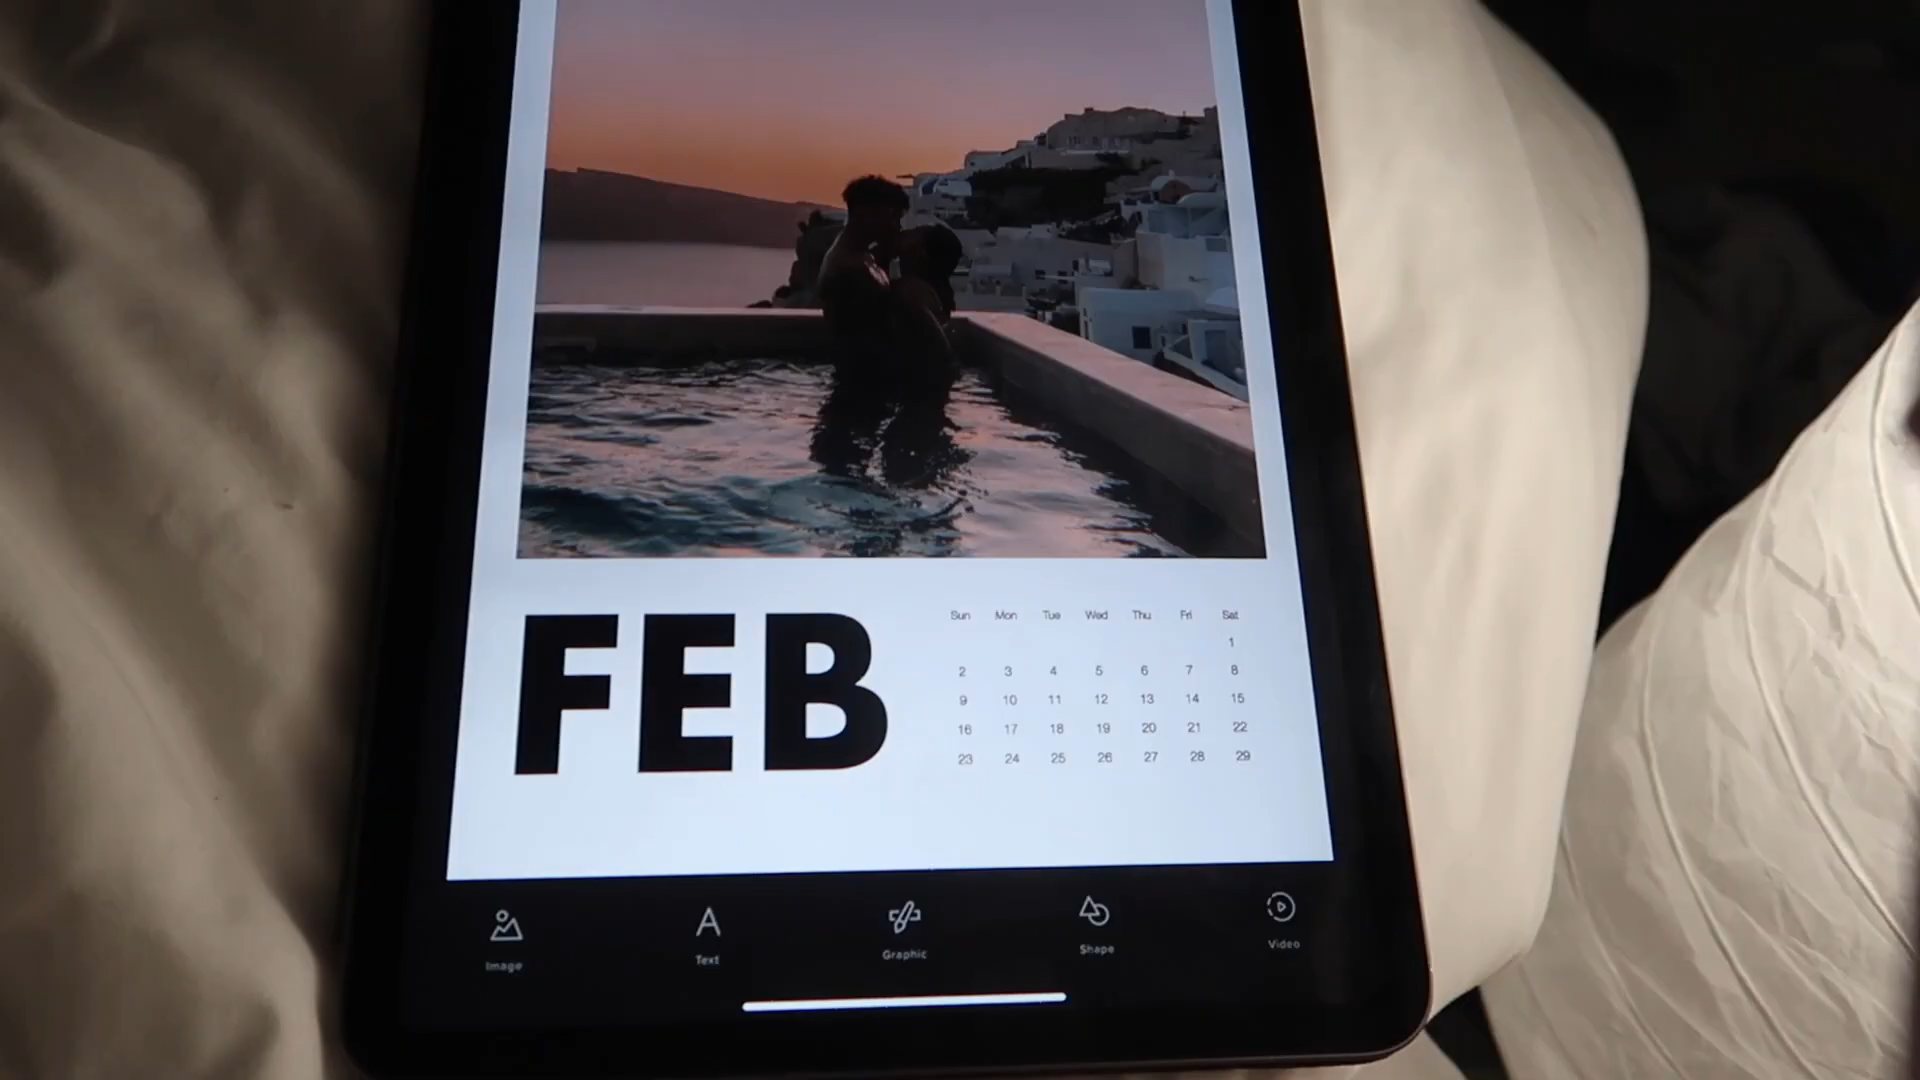 FEB
Sun Mon Tue Wed Thu Fri Sat
1
2 3 4 5 6 7 8
9 10 11 12 13 14 15
16 17 18 19 20 21 22
23 24 25 26 27 28 29
Image Text Graphic Shape Video